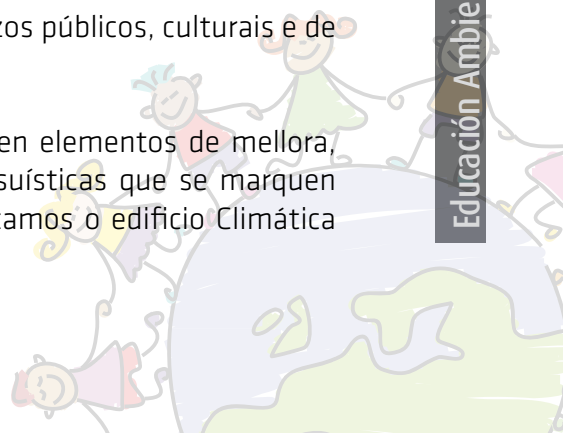 zos públicos, culturais e de
en elementos de mellora,
suísticas que se marquen
tamos o edificio Climática
Educación Ambie